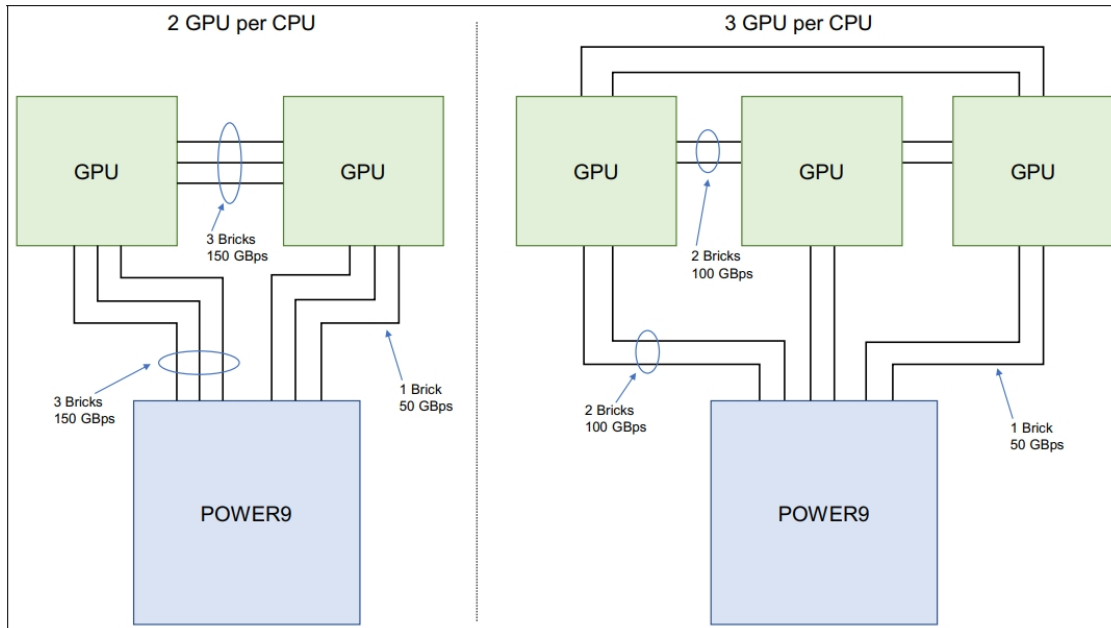 2 GPU per CPU
GPU
GPU
3 Bricks
150 GBps
3 Bricks
150 GBps
1 Brick
50 GBps
POWER9
3 GPU per CPU
GPU
GPU
GPU
2 Bricks
100 GBps
2 Bricks
100 GBps
1 Brick
50 GBps
POWER9